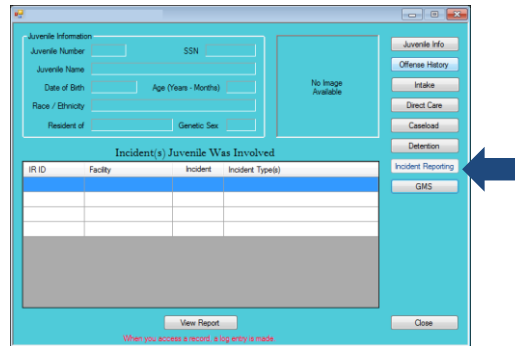 Juvenile Information
Juvenile Number SSN
Juvenile Name
Date of Birth Age (Years - Months)
Race / Ethnicity
Resident of Genetic Sex
No Image
Available
Juvenile Info
Offense History
Intake
Direct Care
Caseload
Detention
Incident Reporting
GMS
Incident(s) Juvenile Was Involved
IR ID Facility Incident Incident Type(s)
View Report
Close
When you access a record, a log entry is made.